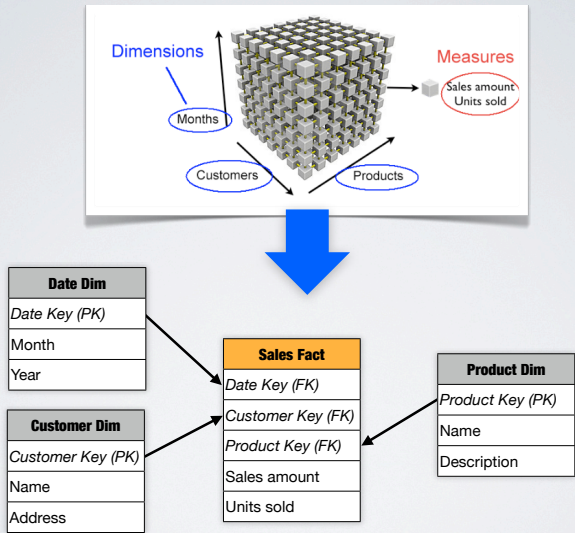 Dimensions
Measures
Sales amount
Units sold
Months
Customers
Products
Date Dim
Date Key (PK)
Month
Year
Customer Dim
Customer Key (PK)
Name
Address
Sales Fact
Date Key (FK)
Customer Key (FK)
Product Key (FK)
Sales amount
Units sold
Product Dim
Product Key (PK)
Name
Description